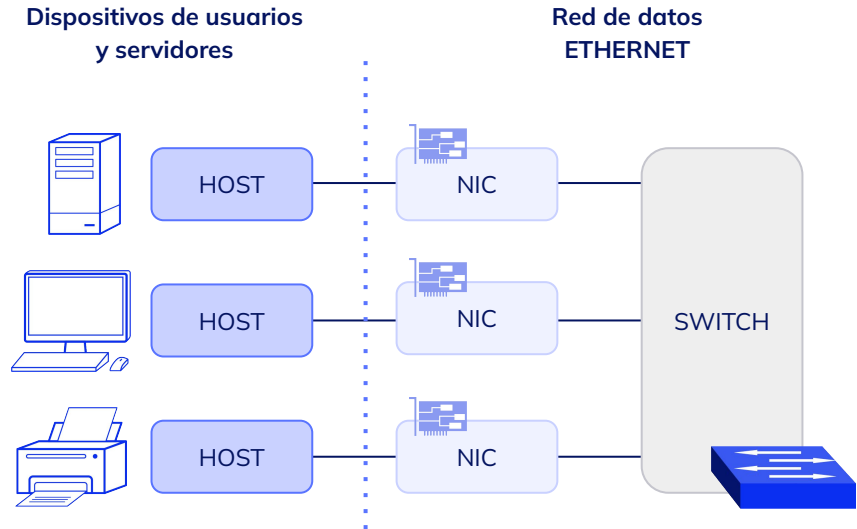 Dispositivos de usuarios
y servidores
Red de datos
ETHERNET
HOST
NIC
HOST
NIC
SWITCH
HOST
NIC